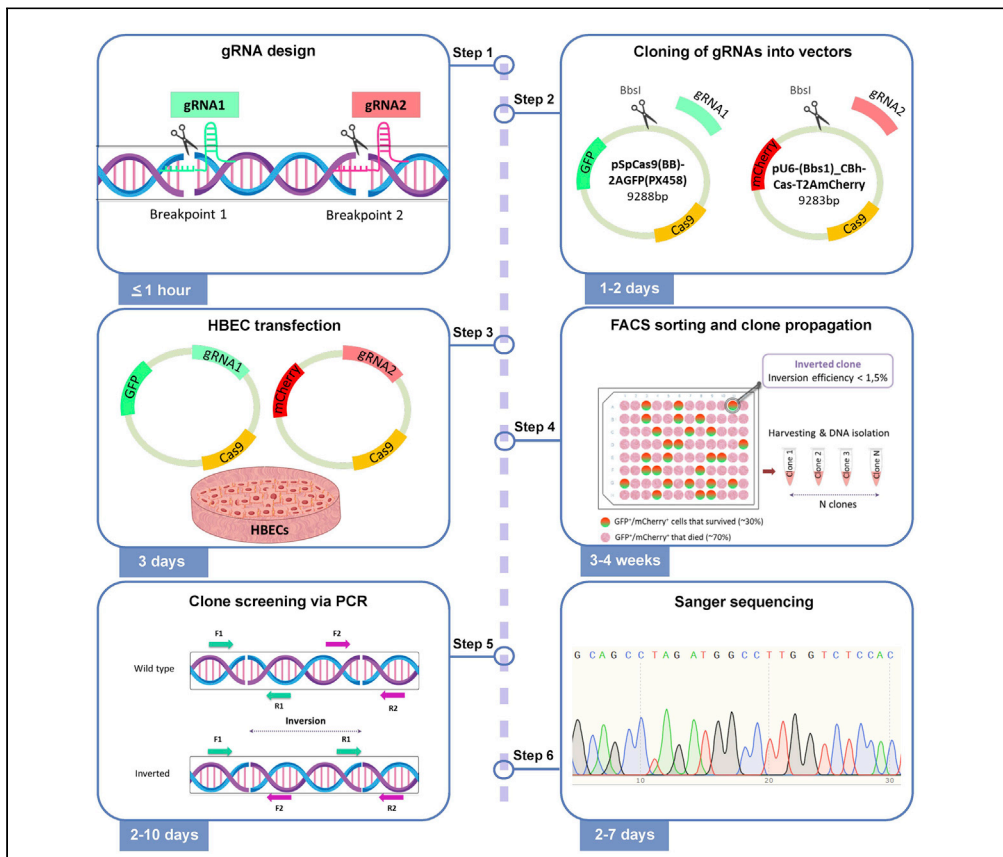 gRNA design
Step 1
gRNA1
gRNA2
Breakpoint 1
Breakpoint 2
≤ 1 hour
Cloning of gRNAs into vectors
Step 2
BbsI
gRNA1
GFP
pSpCas9(BB)-
2AGFP(PX458)
9288bp
Cas9
BbsI
gRNA2
mCherry
pU6-(Bbs1)_CBh-
Cas-T2AmCherry
9283bp
Cas9
1-2 days
HBEC transfection
Step 3
GFP
gRNA1
Cas9
mCherry
gRNA2
Cas9
HBECs
3 days
FACS sorting and clone propagation
Step 4
Inverted clone
Inversion efficiency < 1,5%
Harvesting & DNA isolation
Clone 1
Clone 2
Clone 3
Clone N
N clones
GFP⁺/mCherry⁺ cells that survived (~30%)
GFP⁺/mCherry⁺ that died (~70%)
3-4 weeks
Clone screening via PCR
Step 5
F1
F2
Wild type
R1
R2
Inversion
F1
R1
Inverted
F2
R2
2-10 days
Sanger sequencing
Step 6
G C A G C C T A G A T G G C C T T G G T C T C C A C
10
20
30
2-7 days